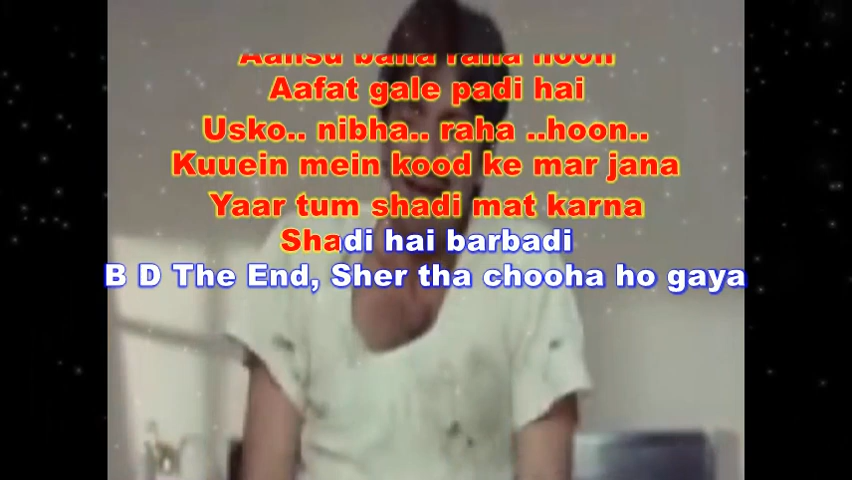 Aansu baha raha hoon
Aafat gale padi hai
Usko.. nibha.. raha ..hoon..
Kuuein mein kood ke mar jana
Yaar tum shadi mat karna
Shadi hai barbadi
B D The End, Sher tha chooha ho gaya